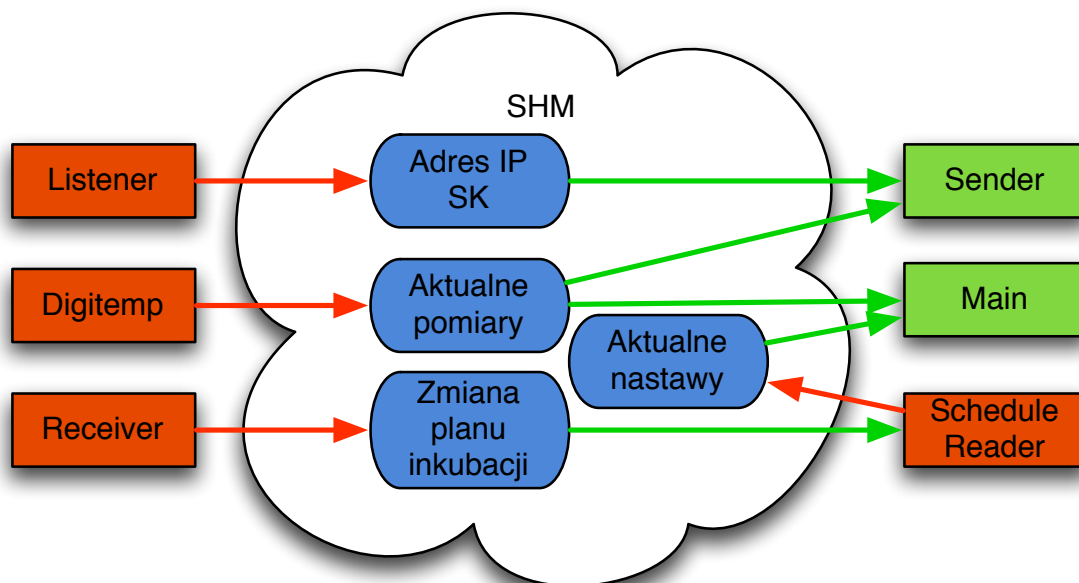 SHM
Listener
Adres IP
SK
Sender
Digitemp
Aktualne
pomiary
Main
Aktualne
nastawy
Receiver
Zmiana
planu
inkubacji
Schedule
Reader